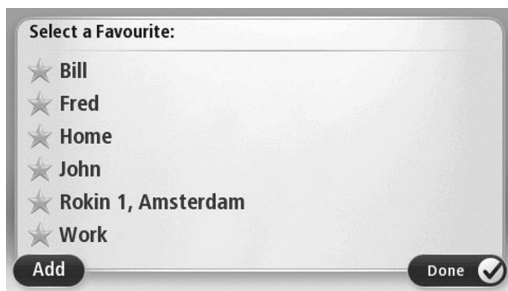 Select a Favourite:
Bill
Fred
Home
John
Rokin 1, Amsterdam
Work
Add
Done